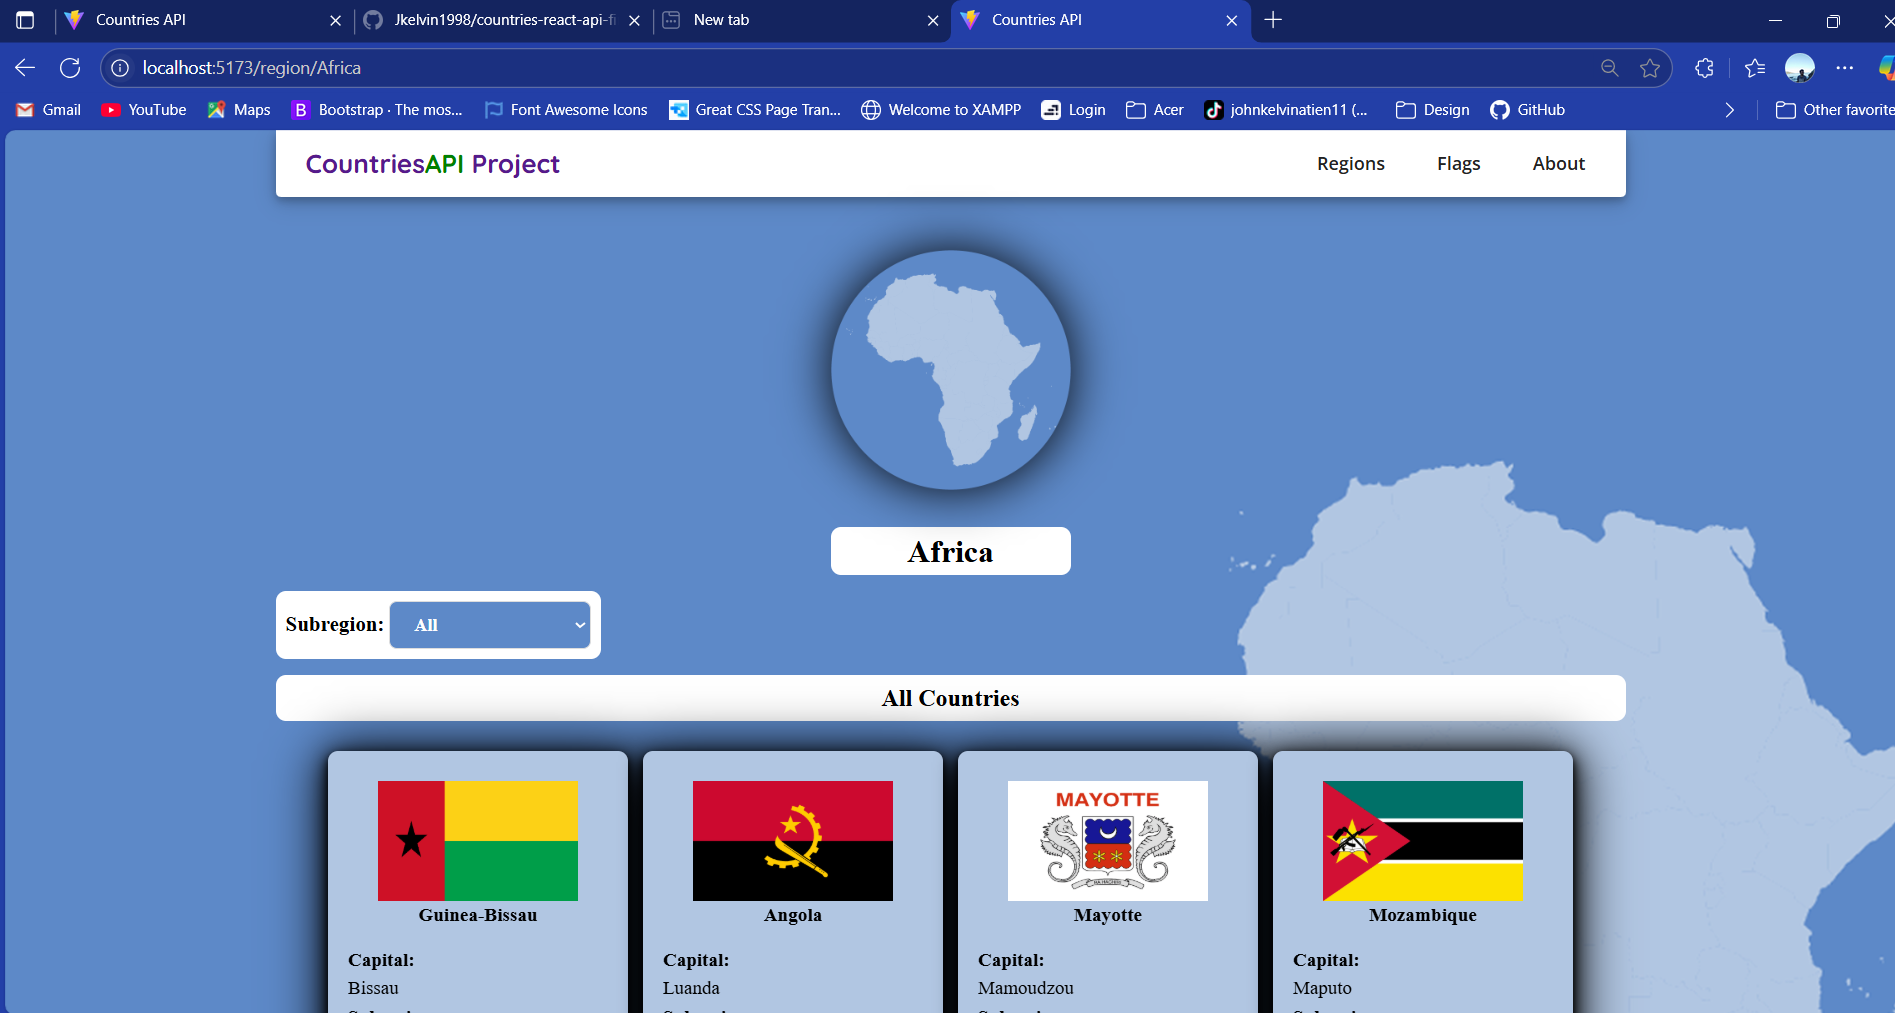 Countries API
Jkelvin1998/countries-react-api-fi
New tab
Countries API
localhost:5173/region/Africa
Gmail
YouTube
Maps
Bootstrap · The mos...
Font Awesome Icons
Great CSS Page Tran...
Welcome to XAMPP
Login
Acer
johnkelvinatien11 (...
Design
GitHub
Other favorite
CountriesAPI Project
Regions
Flags
About
Africa
Subregion:
All
All Countries
MAYOTTE
Guinea-Bissau
Angola
Mayotte
Mozambique
Capital:
Capital:
Capital:
Capital:
Bissau
Luanda
Mamoudzou
Maputo